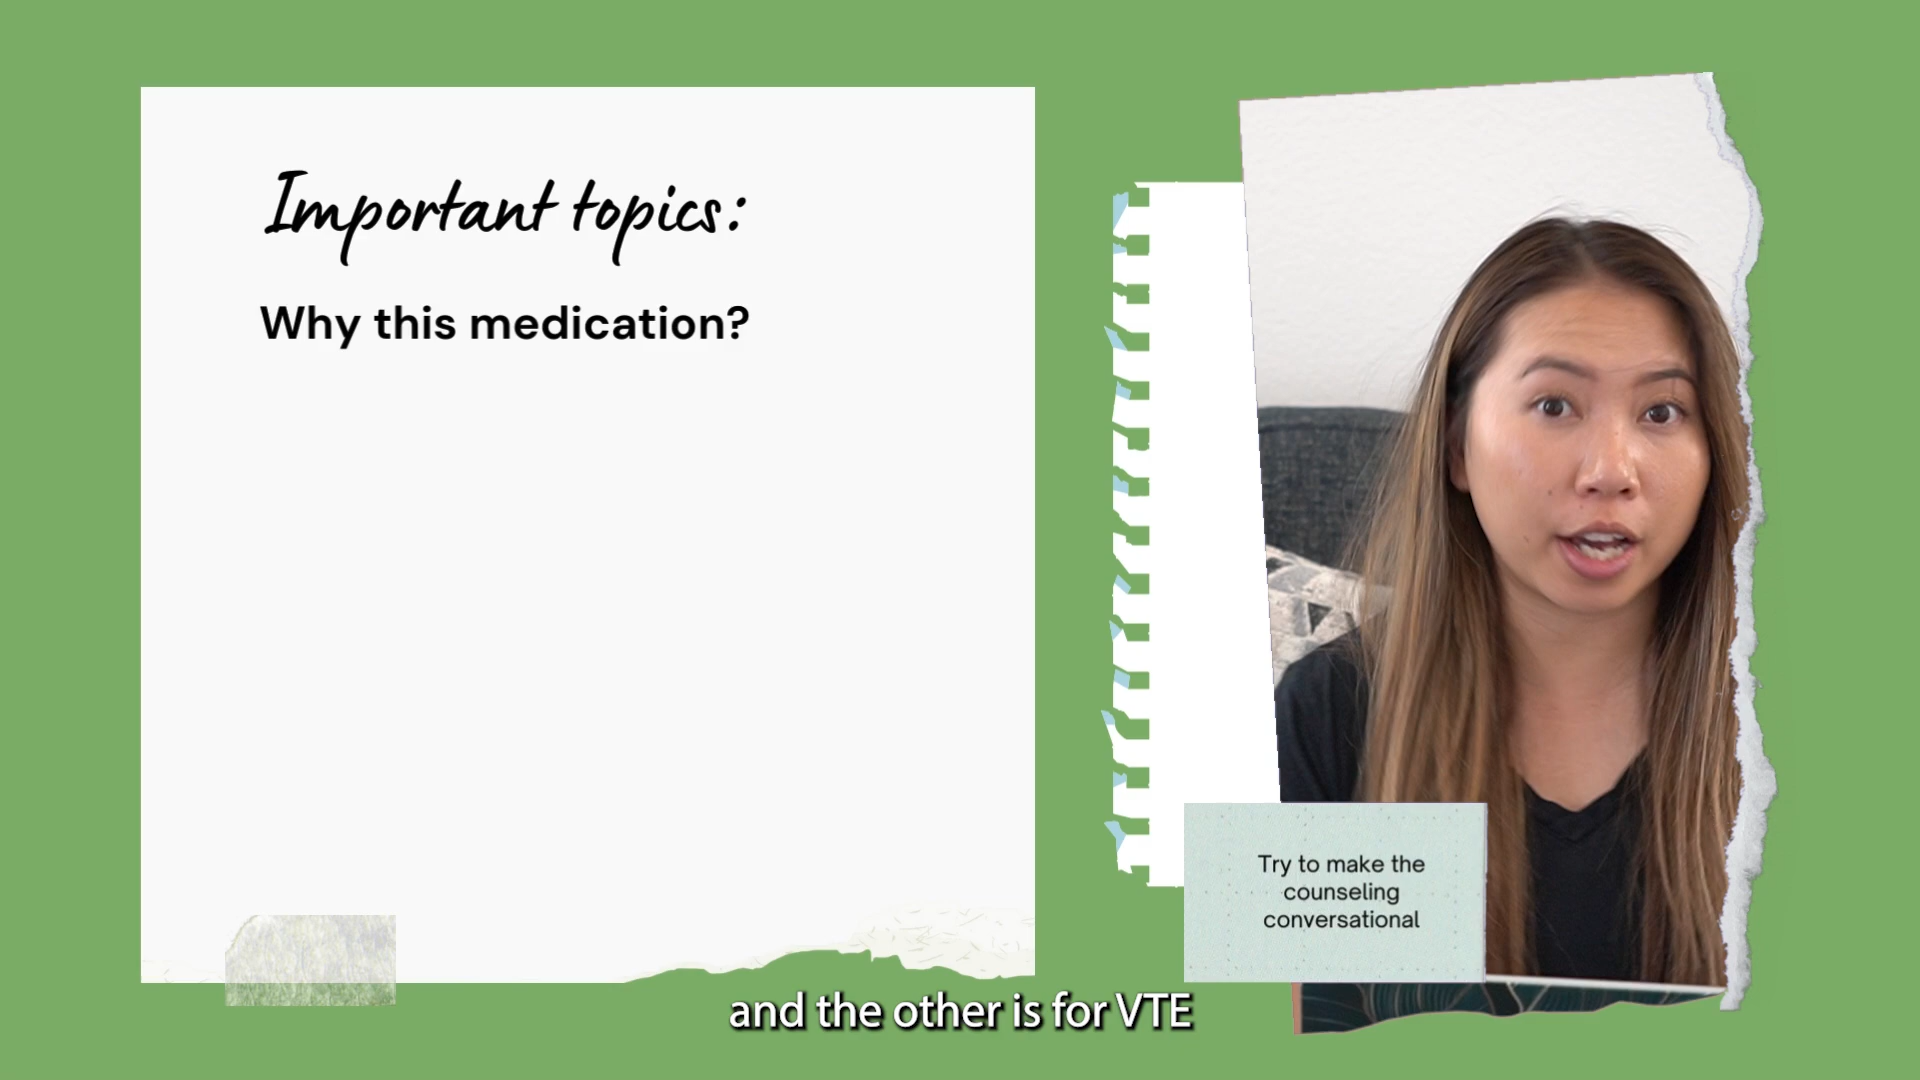 Important topics:
Why this medication?
Try to make the
counseling
conversational
and the other is for VTE